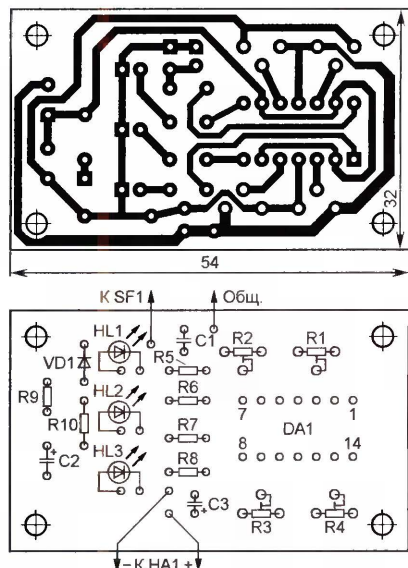 32
54
К SF1 Общ.
HL1 C1
R2 R1
VD1 R5
R9 HL2 R6
R10 R7
7 1
DA1
8 14
C2 + HL3 R8
C3 +
R3 R4
– К HA1 +